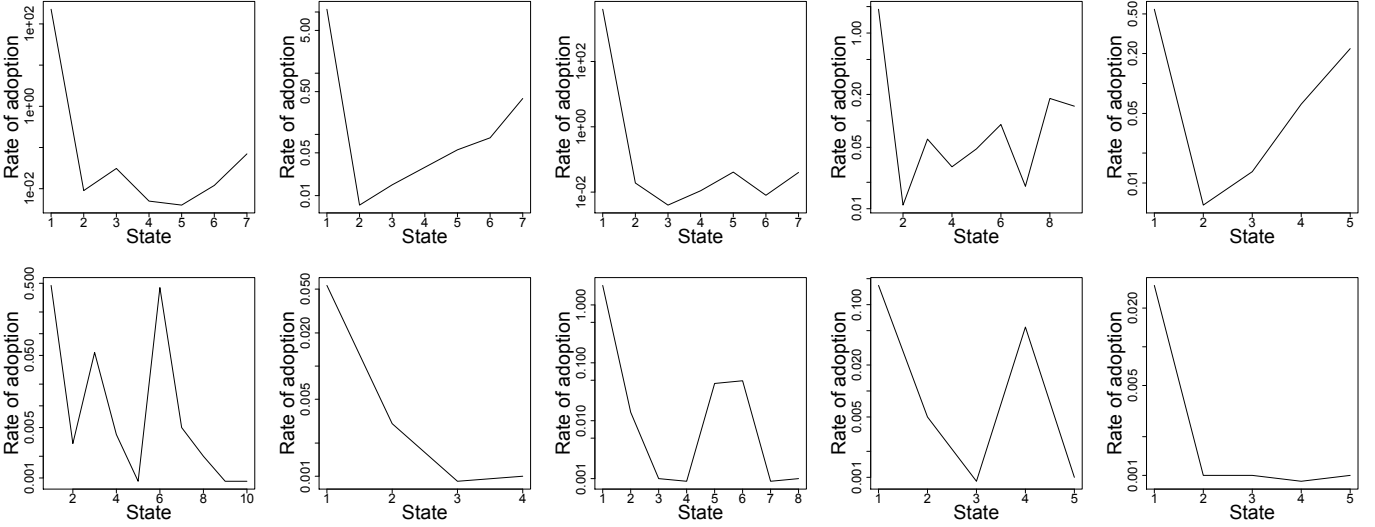 Rate of adoption
1e+02
1e+00
1e-02
1 2 3 4 5 6 7
State
Rate of adoption
5.00
0.50
0.05
0.01
1 2 3 4 5 6 7
State
Rate of adoption
1e+02
1e+00
1e-02
1 2 3 4 5 6 7
State
Rate of adoption
1.00
0.20
0.05
0.01
2 4 6 8
State
Rate of adoption
0.50
0.20
0.05
0.01
1 2 3 4 5
State
Rate of adoption
0.500
0.050
0.005
0.001
2 4 6 8 10
State
Rate of adoption
0.050
0.020
0.005
0.001
1 2 3 4
State
Rate of adoption
1.000
0.100
0.010
0.001
1 2 3 4 5 6 7 8
State
Rate of adoption
0.100
0.020
0.005
0.001
1 2 3 4 5
State
Rate of adoption
0.020
0.005
0.001
1 2 3 4 5
State